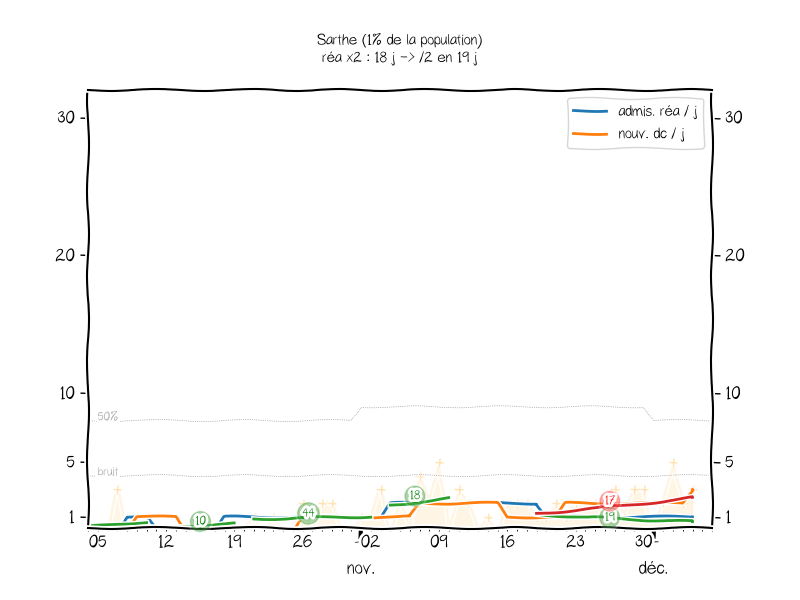 Sarthe (1% de la population)
réa x2 : 18 j -> /2 en 19 j
admis. réa / j
nouv. dc / j
30
30
20
20
10
10
50%
5
5
bruit
1
1
10
44
18
17
19
05 12 19 26 02 09 16 23 30
nov. déc.